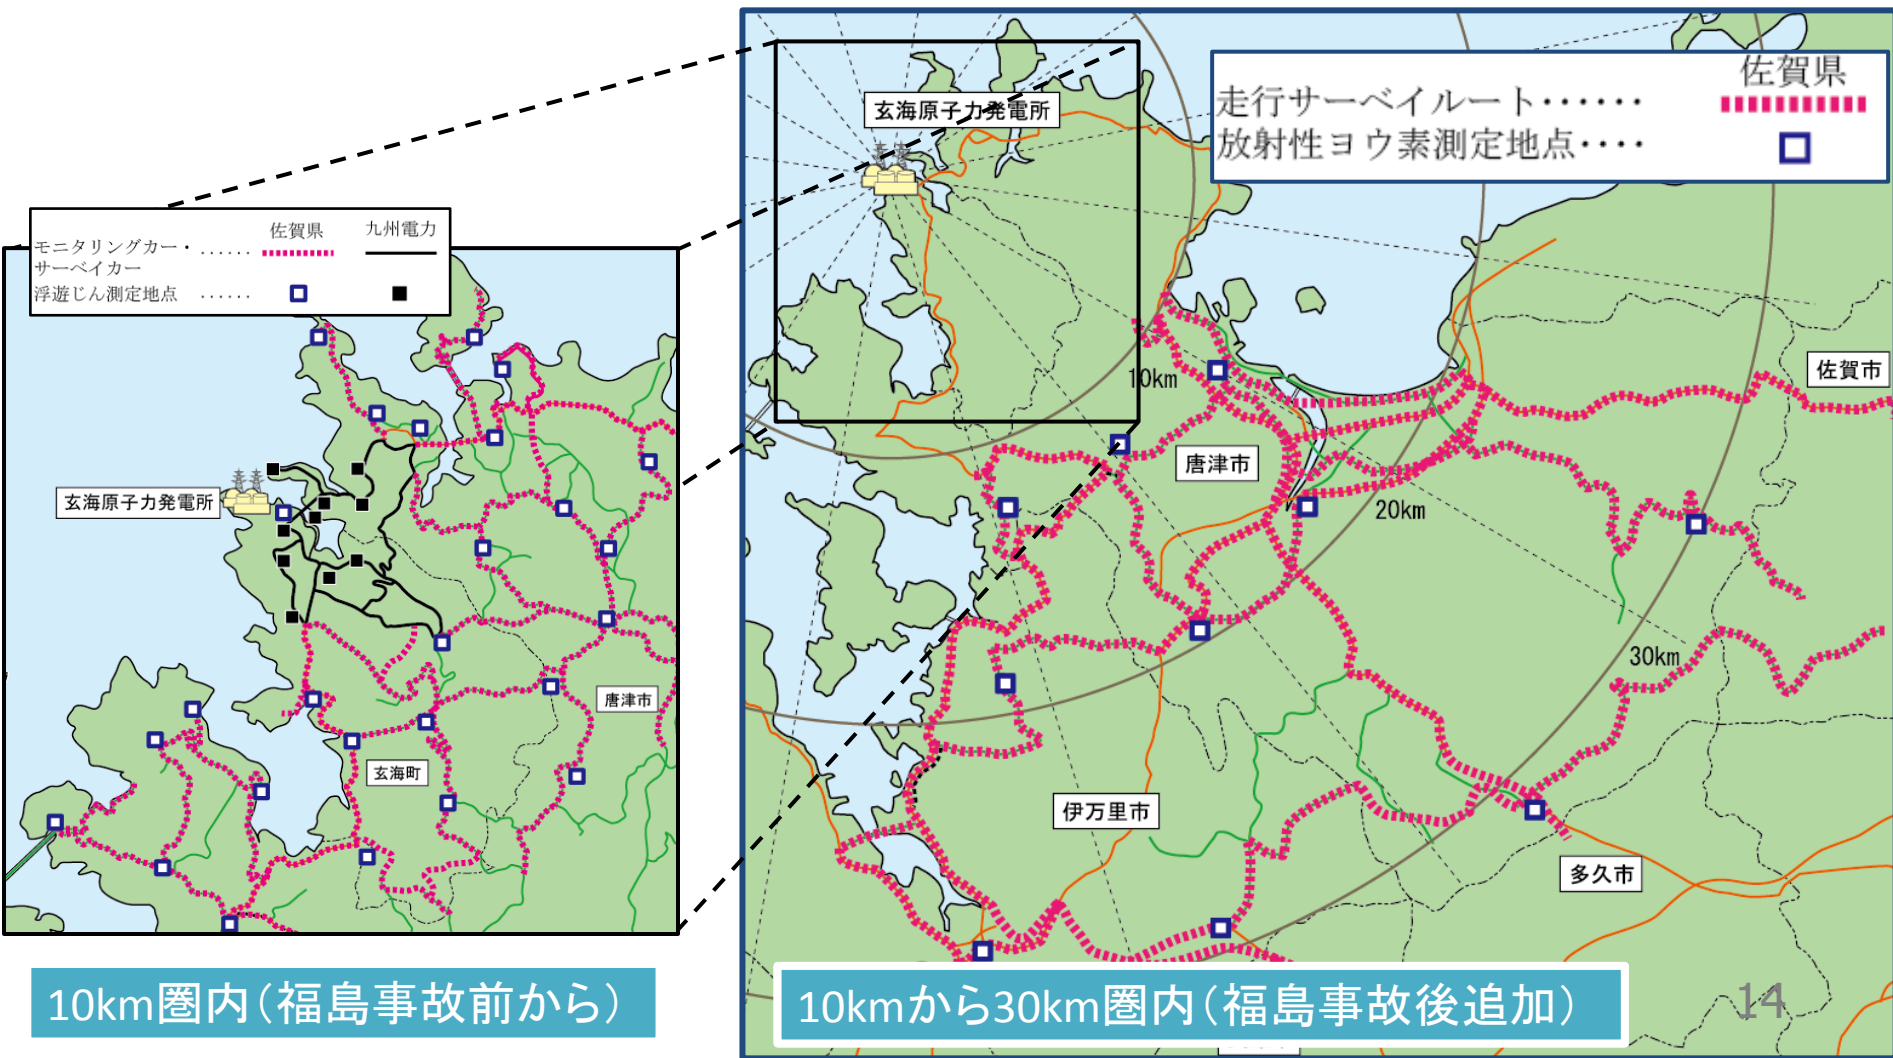 佐賀県 九州電力
モニタリングカー・ ......
サーベイカー
浮遊じん測定地点 ......
玄海原子力発電所
唐津市
玄海町
10km圏内（福島事故前から）
佐賀県
走行サーベイルート・・・・・・
放射性ヨウ素測定地点・・・・
玄海原子力発電所
佐賀市
10km
唐津市
20km
30km
伊万里市
多久市
10kmから30km圏内（福島事故後追加）
14